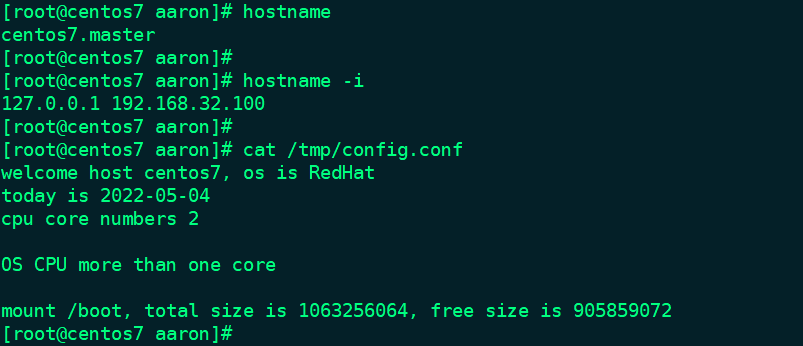 [root@centos7 aaron]# hostname
centos7.master
[root@centos7 aaron]#
[root@centos7 aaron]# hostname -i
127.0.0.1 192.168.32.100
[root@centos7 aaron]#
[root@centos7 aaron]# cat /tmp/config.conf
welcome host centos7, os is RedHat
today is 2022-05-04
cpu core numbers 2
OS CPU more than one core
mount /boot, total size is 1063256064, free size is 905859072
[root@centos7 aaron]#